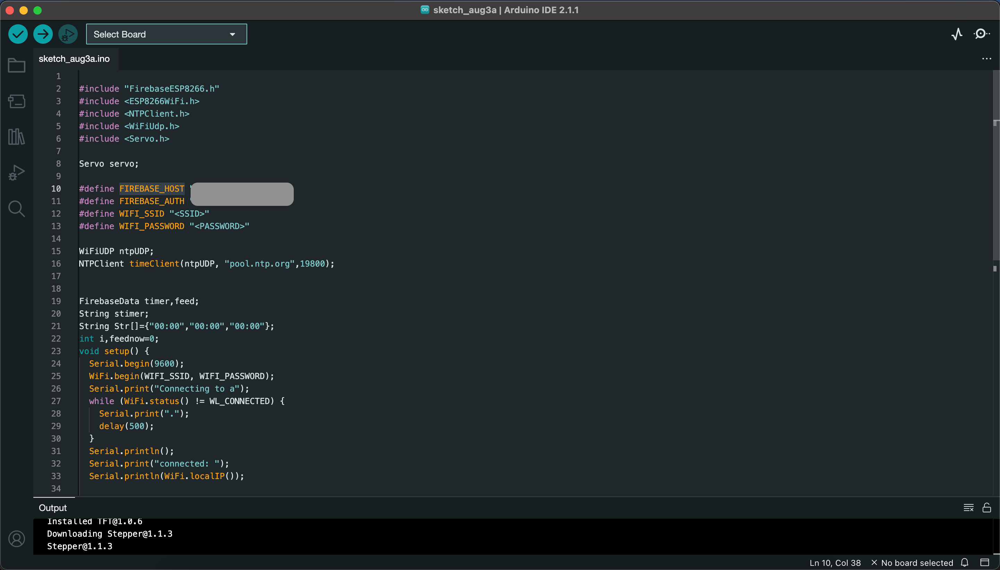 sketch_aug3a | Arduino IDE 2.1.1
Select Board
sketch_aug3a.ino
1
2 #include "FirebaseESP8266.h"
3 #include <ESP8266WiFi.h>
4 #include <NTPClient.h>
5 #include <WiFiUdp.h>
6 #include <Servo.h>
7
8 Servo servo;
9
10 #define FIREBASE_HOST "
11 #define FIREBASE_AUTH
12 #define WIFI_SSID "<SSID>"
13 #define WIFI_PASSWORD "<PASSWORD>"
14
15 WiFiUDP ntpUDP;
16 NTPClient timeClient(ntpUDP, "pool.ntp.org",19800);
17
18
19 FirebaseData timer,feed;
20 String stimer;
21 String Str[]={"00:00","00:00","00:00"};
22 int i,feednow=0;
23 void setup() {
24 Serial.begin(9600);
25 WiFi.begin(WIFI_SSID, WIFI_PASSWORD);
26 Serial.print("Connecting to a");
27 while (WiFi.status() != WL_CONNECTED) {
28 Serial.print(".");
29 delay(500);
30 }
31 Serial.println();
32 Serial.print("connected: ");
33 Serial.println(WiFi.localIP());
34
Output
Installed TFT@1.0.6
Downloading Stepper@1.1.3
Stepper@1.1.3
Ln 10, Col 38 No board selected